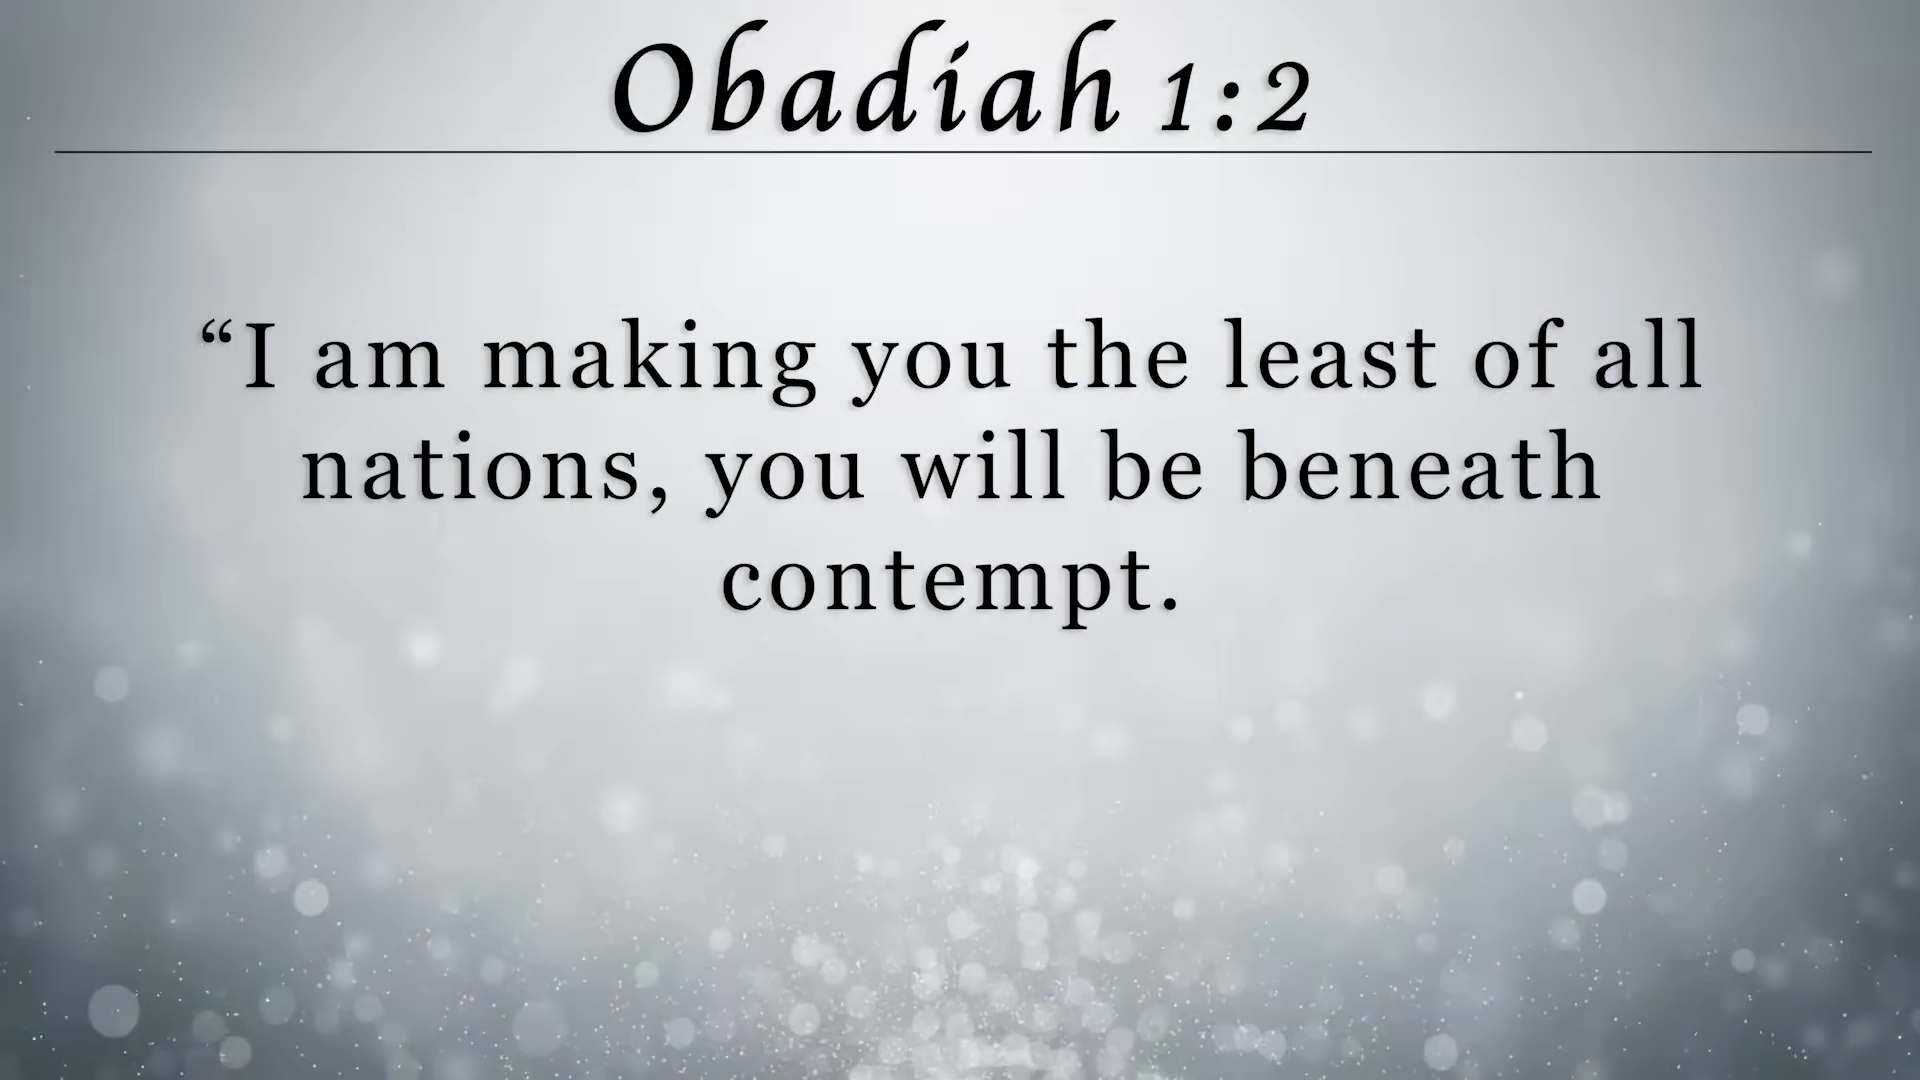 Obadiah 1:2
“I am making you the least of all
nations, you will be beneath
contempt.